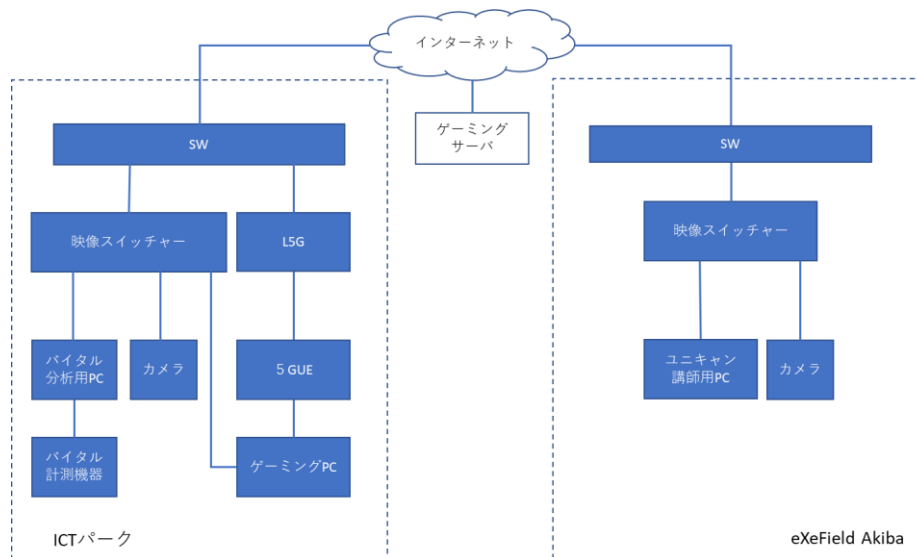 インターネット
ゲーミング
サーバ
SW
映像スイッチャー
L5G
バイタル
分析用PC
カメラ
５GUE
バイタル
計測機器
ゲーミングPC
ICTパーク
SW
映像スイッチャー
ユニキャン
講師用PC
カメラ
eXeField Akiba